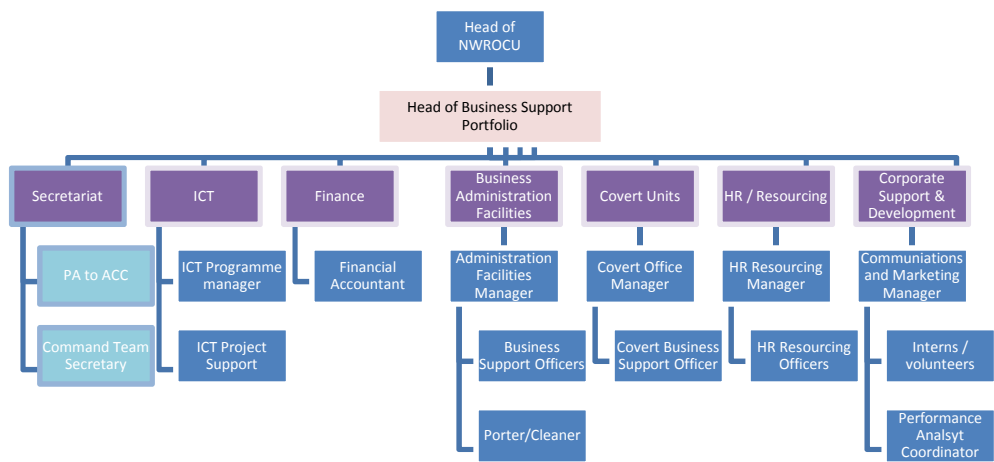 Head of
NWROCU
Head of Business Support
Portfolio
Secretariat
ICT
Finance
Business
Administration
Facilities
Covert Units
HR / Resourcing
Corporate
Support &
Development
PA to ACC
ICT Programme
manager
Financial
Accountant
Administration
Facilities
Manager
Covert Office
Manager
HR Resourcing
Manager
Communiations
and Marketing
Manager
Command Team
Secretary
ICT Project
Support
Business
Support Officers
Covert Business
Support Officer
HR Resourcing
Officers
Interns /
volunteers
Porter/Cleaner
Performance
Analsyt
Coordinator